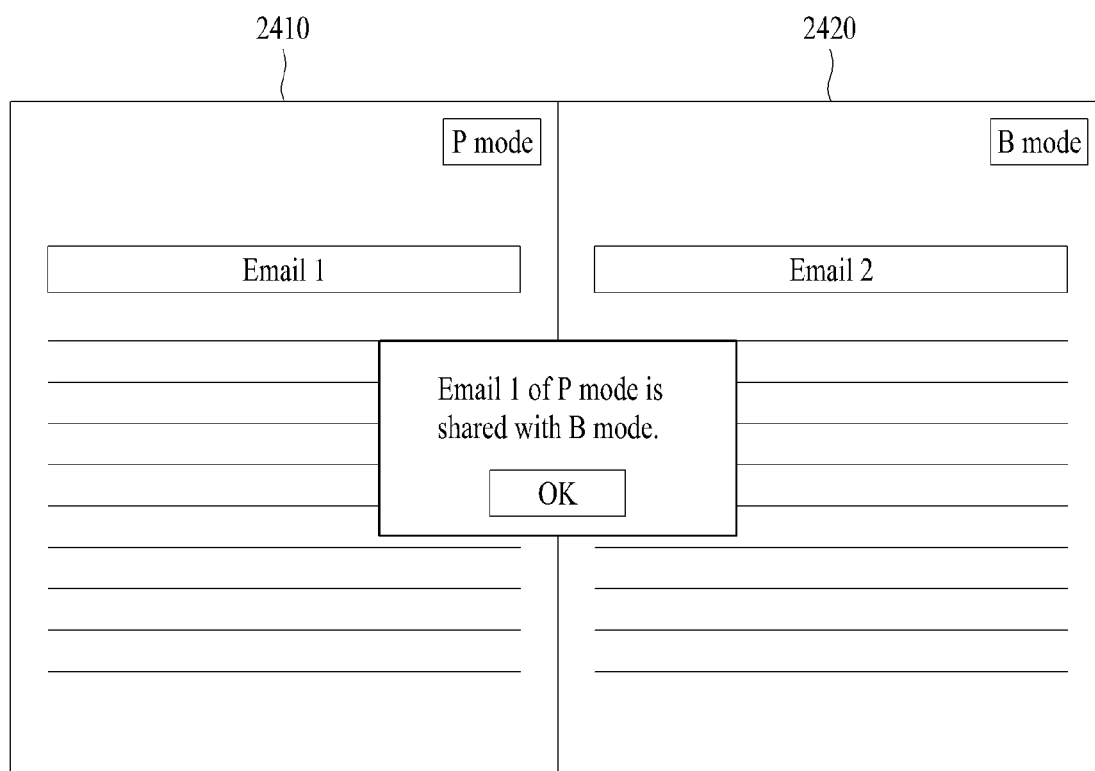 2410
2420
P mode
B mode
Email 1
Email 2
Email 1 of P mode is
shared with B mode.
OK